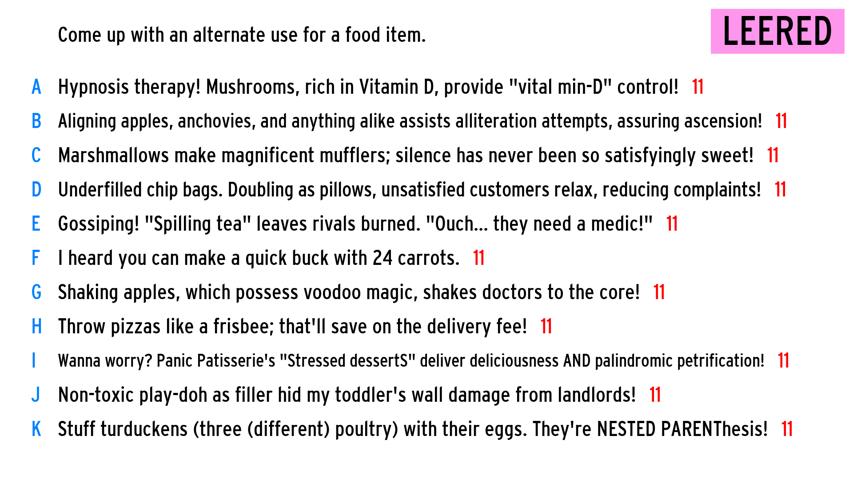 Come up with an alternate use for a food item.
LEERED
A Hypnosis therapy! Mushrooms, rich in Vitamin D, provide "vital min-D" control! 11
B Aligning apples, anchovies, and anything alike assists alliteration attempts, assuring ascension! 11
C Marshmallows make magnificent mufflers; silence has never been so satisfyingly sweet! 11
D Underfilled chip bags. Doubling as pillows, unsatisfied customers relax, reducing complaints! 11
E Gossiping! "Spilling tea" leaves rivals burned. "Ouch... they need a medic!" 11
F I heard you can make a quick buck with 24 carrots. 11
G Shaking apples, which possess voodoo magic, shakes doctors to the core! 11
H Throw pizzas like a frisbee; that'll save on the delivery fee! 11
I Wanna worry? Panic Patisserie's "Stressed dessertS" deliver deliciousness AND palindromic petrification! 11
J Non-toxic play-doh as filler hid my toddler's wall damage from landlords! 11
K Stuff turduckens (three (different) poultry) with their eggs. They're NESTED PARENThesis! 11